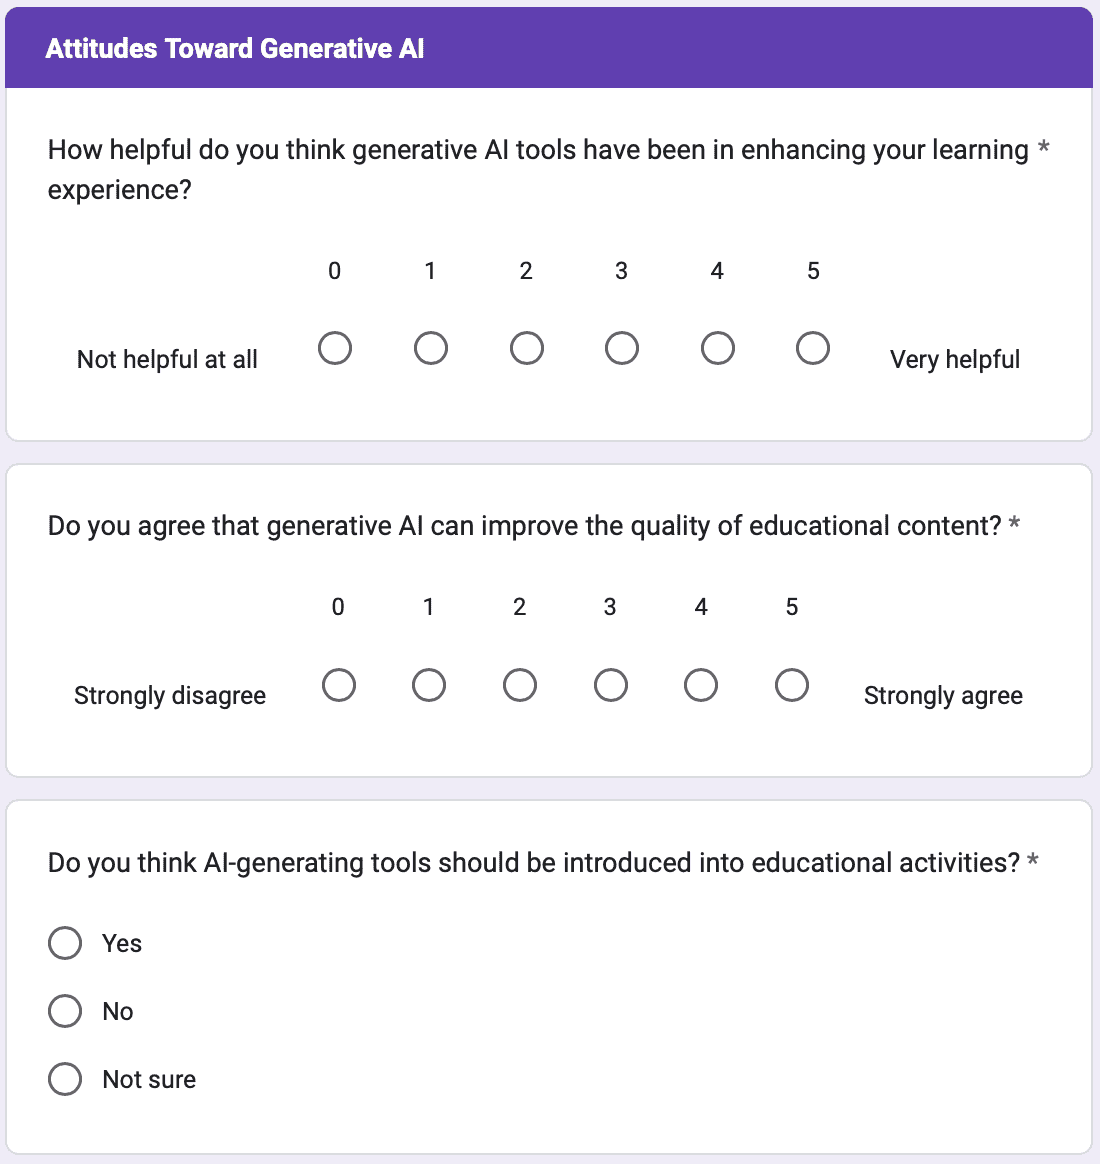 Attitudes Toward Generative AI
How helpful do you think generative AI tools have been in enhancing your learning *
experience?
0 1 2 3 4 5
Not helpful at all Very helpful
Do you agree that generative AI can improve the quality of educational content? *
0 1 2 3 4 5
Strongly disagree Strongly agree
Do you think AI-generating tools should be introduced into educational activities? *
Yes
No
Not sure